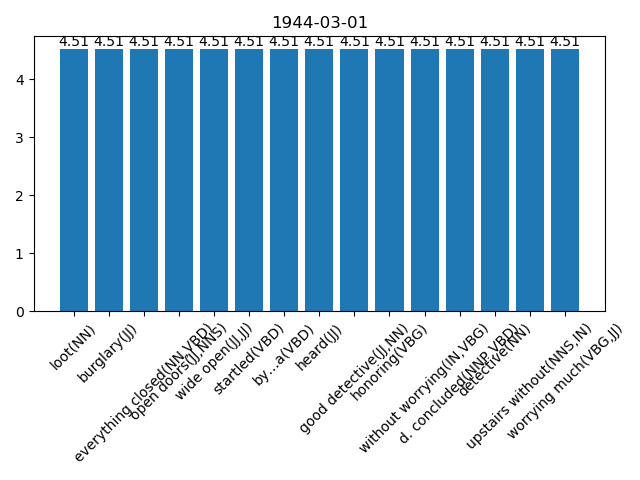 1944-03-01
4.51 4.51 4.51 4.51 4.51 4.51 4.51 4.51 4.51 4.51 4.51 4.51 4.51 4.51 4.51
4
3
2
1
0
loot(NN)
burglary(JJ)
everything closed(NN,VBD)
open doors(JJ,NNS)
wide open(JJ,JJ)
startled(VBD)
by...a(VBD)
heard(JJ)
good detective(JJ,NN)
honoring(VBG)
without worrying(IN,VBG)
d. concluded(NNP,VBD)
detective(NN)
upstairs without(NNS,IN)
worrying much(VBG,JJ)